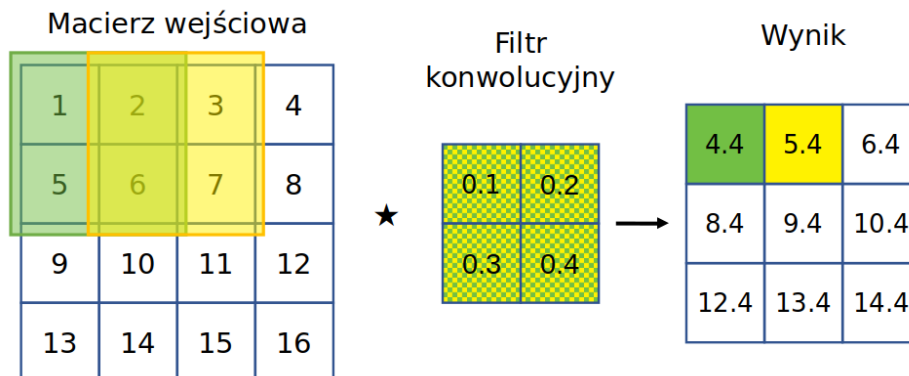 Macierz wejściowa
1 2 3 4
5 6 7 8
9 10 11 12
13 14 15 16
★
Filtr
konwolucyjny
0.1 0.2
0.3 0.4
Wynik
4.4 5.4 6.4
8.4 9.4 10.4
12.4 13.4 14.4